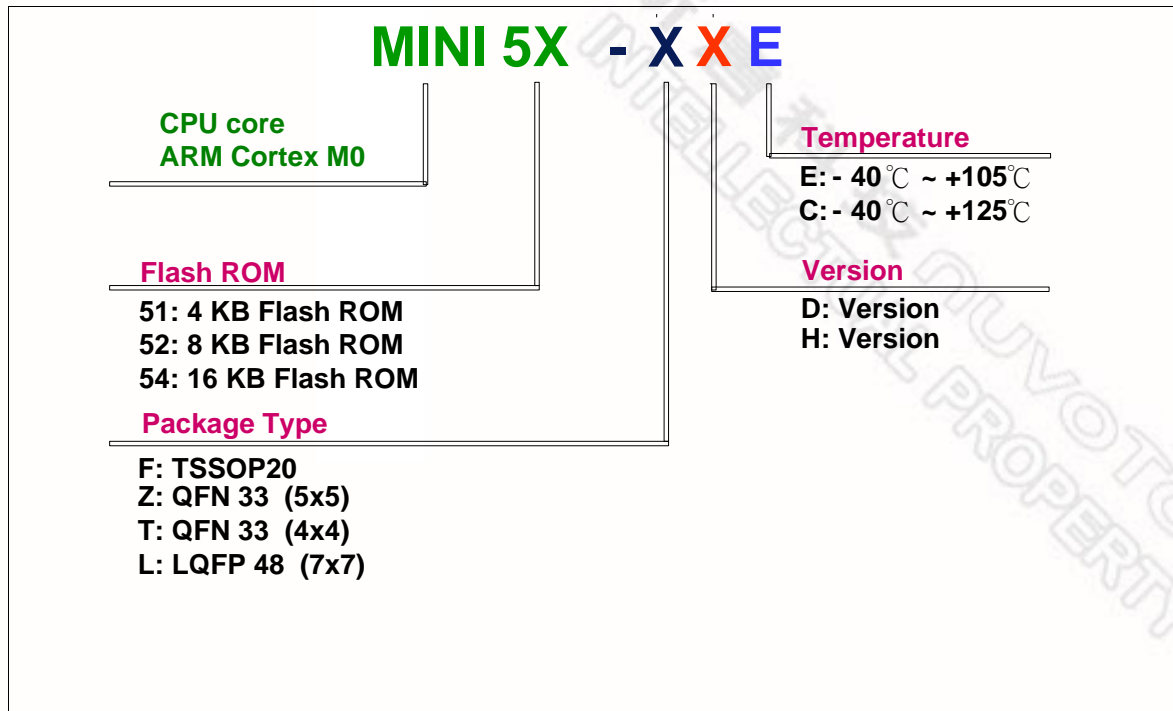 MINI 5X - X X E
CPU core
ARM Cortex M0
Temperature
E: - 40℃ ~ +105℃
C: - 40℃ ~ +125℃
Flash ROM
51: 4 KB Flash ROM
52: 8 KB Flash ROM
54: 16 KB Flash ROM
Version
D: Version
H: Version
Package Type
F: TSSOP20
Z: QFN 33 (5x5)
T: QFN 33 (4x4)
L: LQFP 48 (7x7)
INTELLECTUAL PROPERTY